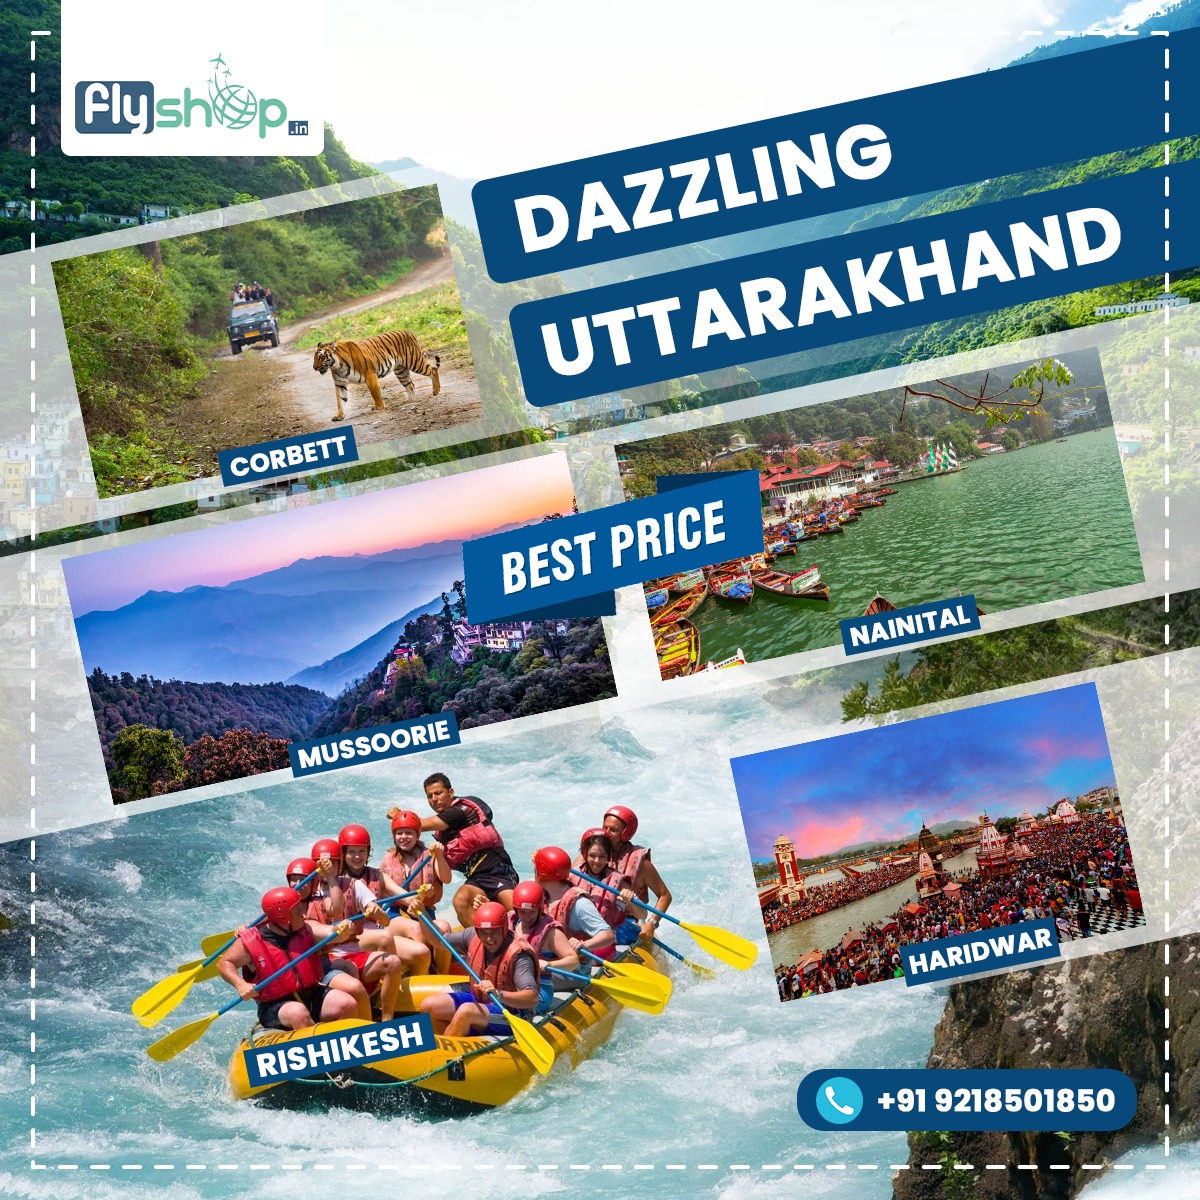 flyshop.in
DAZZLING
UTTARAKHAND
CORBETT
BEST PRICE
NAINITAL
MUSSOORIE
HARIDWAR
RISHIKESH
+91 9218501850